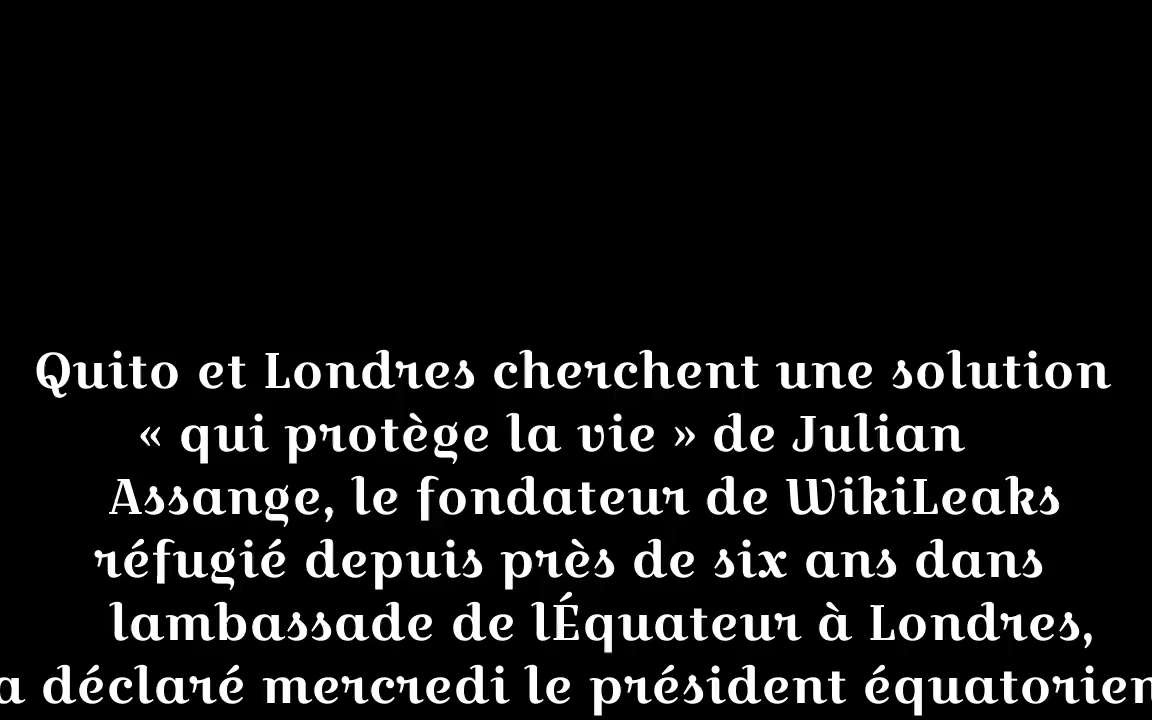 Quito et Londres cherchent une solution
« qui protège la vie » de Julian
Assange, le fondateur de WikiLeaks
réfugié depuis près de six ans dans
lambassade de lÉquateur à Londres,
a déclaré mercredi le président équatorien